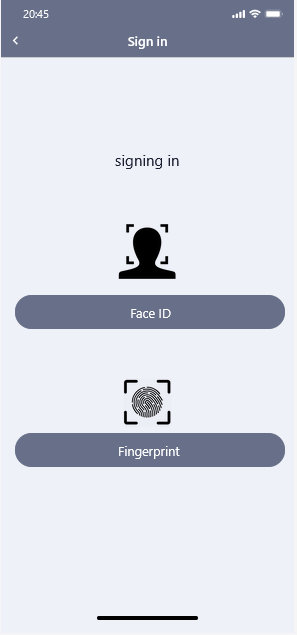 20:45
Sign in
signing in
Face ID
Fingerprint